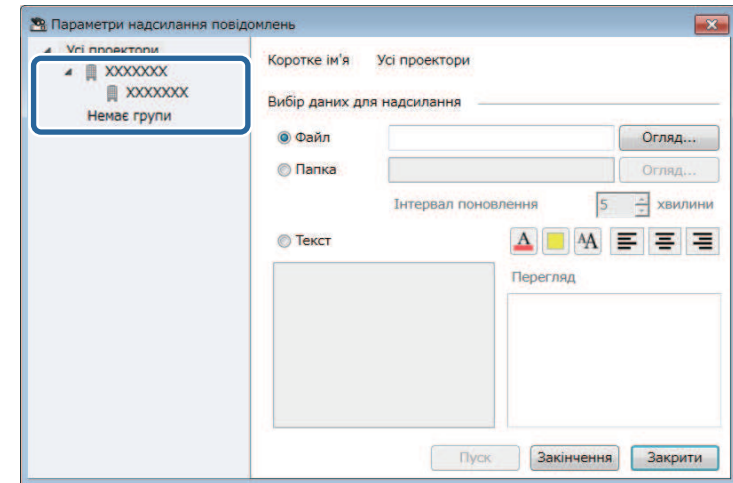 Параметри надсилання повідомлень
Усі проектори
XXXXXXX
XXXXXXX
Немає групи
Коротке ім'я Усі проектори
Вибір даних для надсилання
Файл Огляд...
Папка Огляд...
Інтервал поновлення 5 хвилини
Текст A AA
Перегляд
Пуск Закінчення Закрити